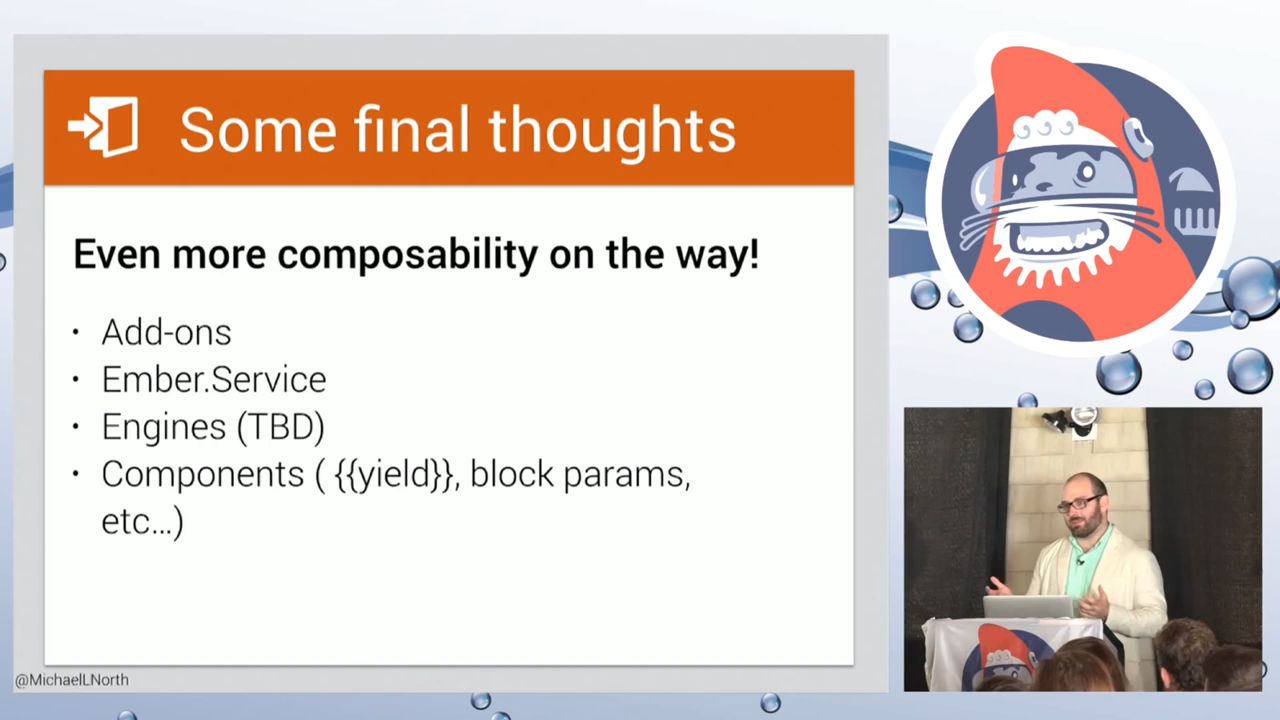 Some final thoughts
Even more composability on the way!
• Add-ons
• Ember.Service
• Engines (TBD)
• Components ( {{yield}}, block params,
etc...)
@MichaelLNorth